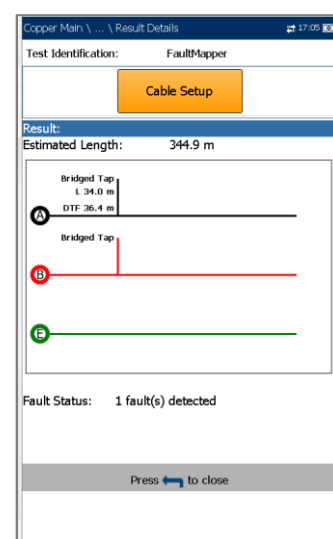 Copper Main \ ... \ Result Details 17:05
Test Identification: FaultMapper
Cable Setup
Result:
Estimated Length: 344.9 m
Bridged Tap
L 34.0 m
DTF 36.4 m
A
Bridged Tap
B
E
Fault Status: 1 fault(s) detected
Press to close